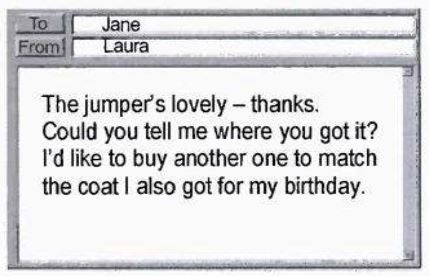 To Jane
From Laura
The jumper's lovely – thanks.
Could you tell me where you got it?
I'd like to buy another one to match
the coat I also got for my birthday.